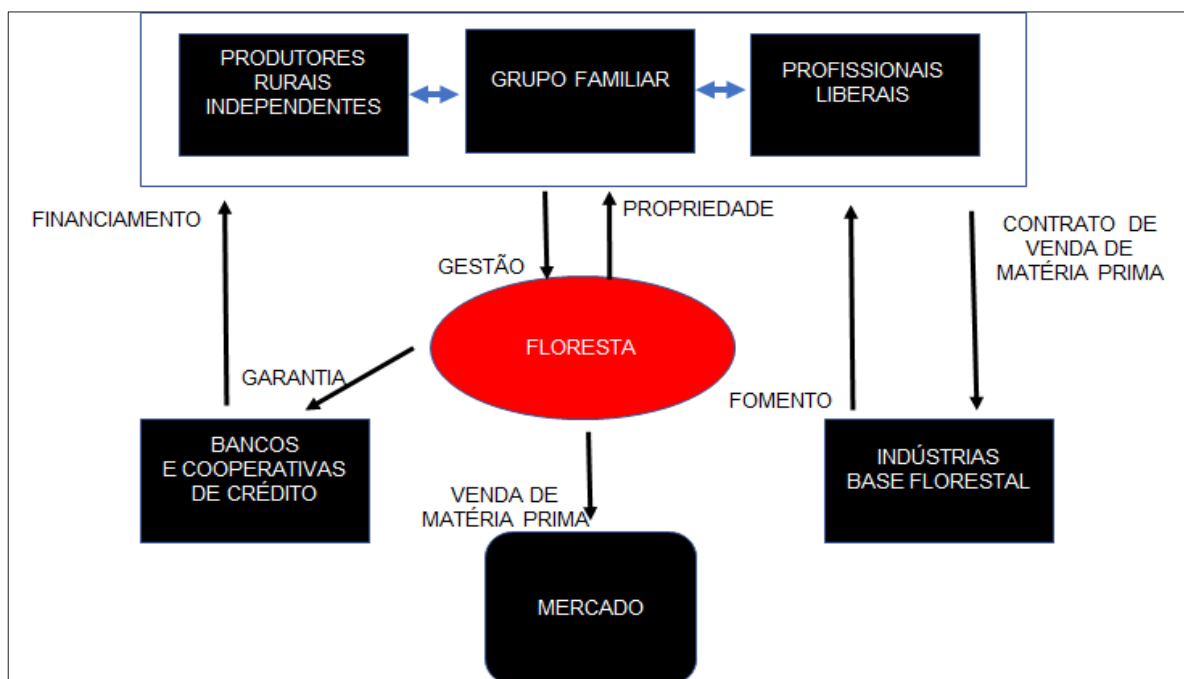 PRODUTORES
RURAIS
INDEPENDENTES
GRUPO FAMILIAR
PROFISSIONAIS
LIBERAIS
FINANCIAMENTO
PROPRIEDADE
CONTRATO DE
VENDA DE
MATÉRIA PRIMA
GESTÃO
FLORESTA
GARANTIA
FOMENTO
BANCOS
E COOPERATIVAS
DE CRÉDITO
INDÚSTRIAS
BASE FLORESTAL
VENDA DE
MATÉRIA PRIMA
MERCADO